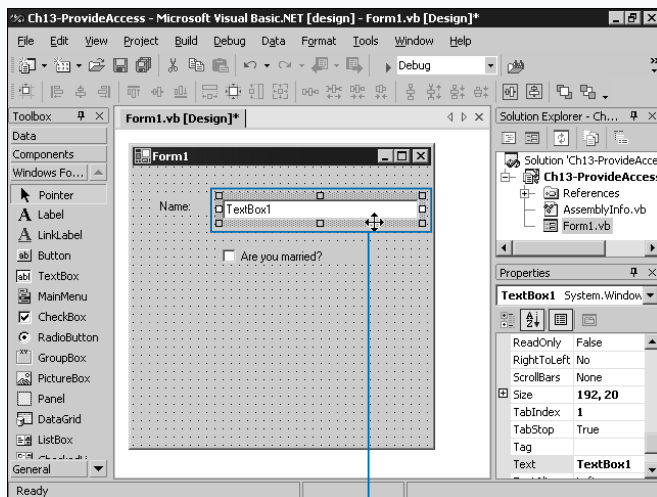 Ch13-ProvideAccess - Microsoft Visual Basic.NET [design] - Form1.vb [Design]*
File Edit View Project Build Debug Data Format Tools Window Help
Debug
Toolbox
Data
Components
Windows Fo...
Pointer
Label
LinkLabel
Button
TextBox
MainMenu
CheckBox
RadioButton
GroupBox
PictureBox
Panel
DataGrid
ListBox
General
Form1.vb [Design]*
Form1
Name:
TextBox1
Are you married?
Solution Explorer - Ch...
Solution 'Ch13-ProvideAcce
Ch13-ProvideAccess
References
AssemblyInfo.vb
Form1.vb
Properties
TextBox1 System.Window
ReadOnly False
RightToLeft No
ScrollBars None
Size 192, 20
TabIndex 1
TabStop True
Tag
Text TextBox1
Ready